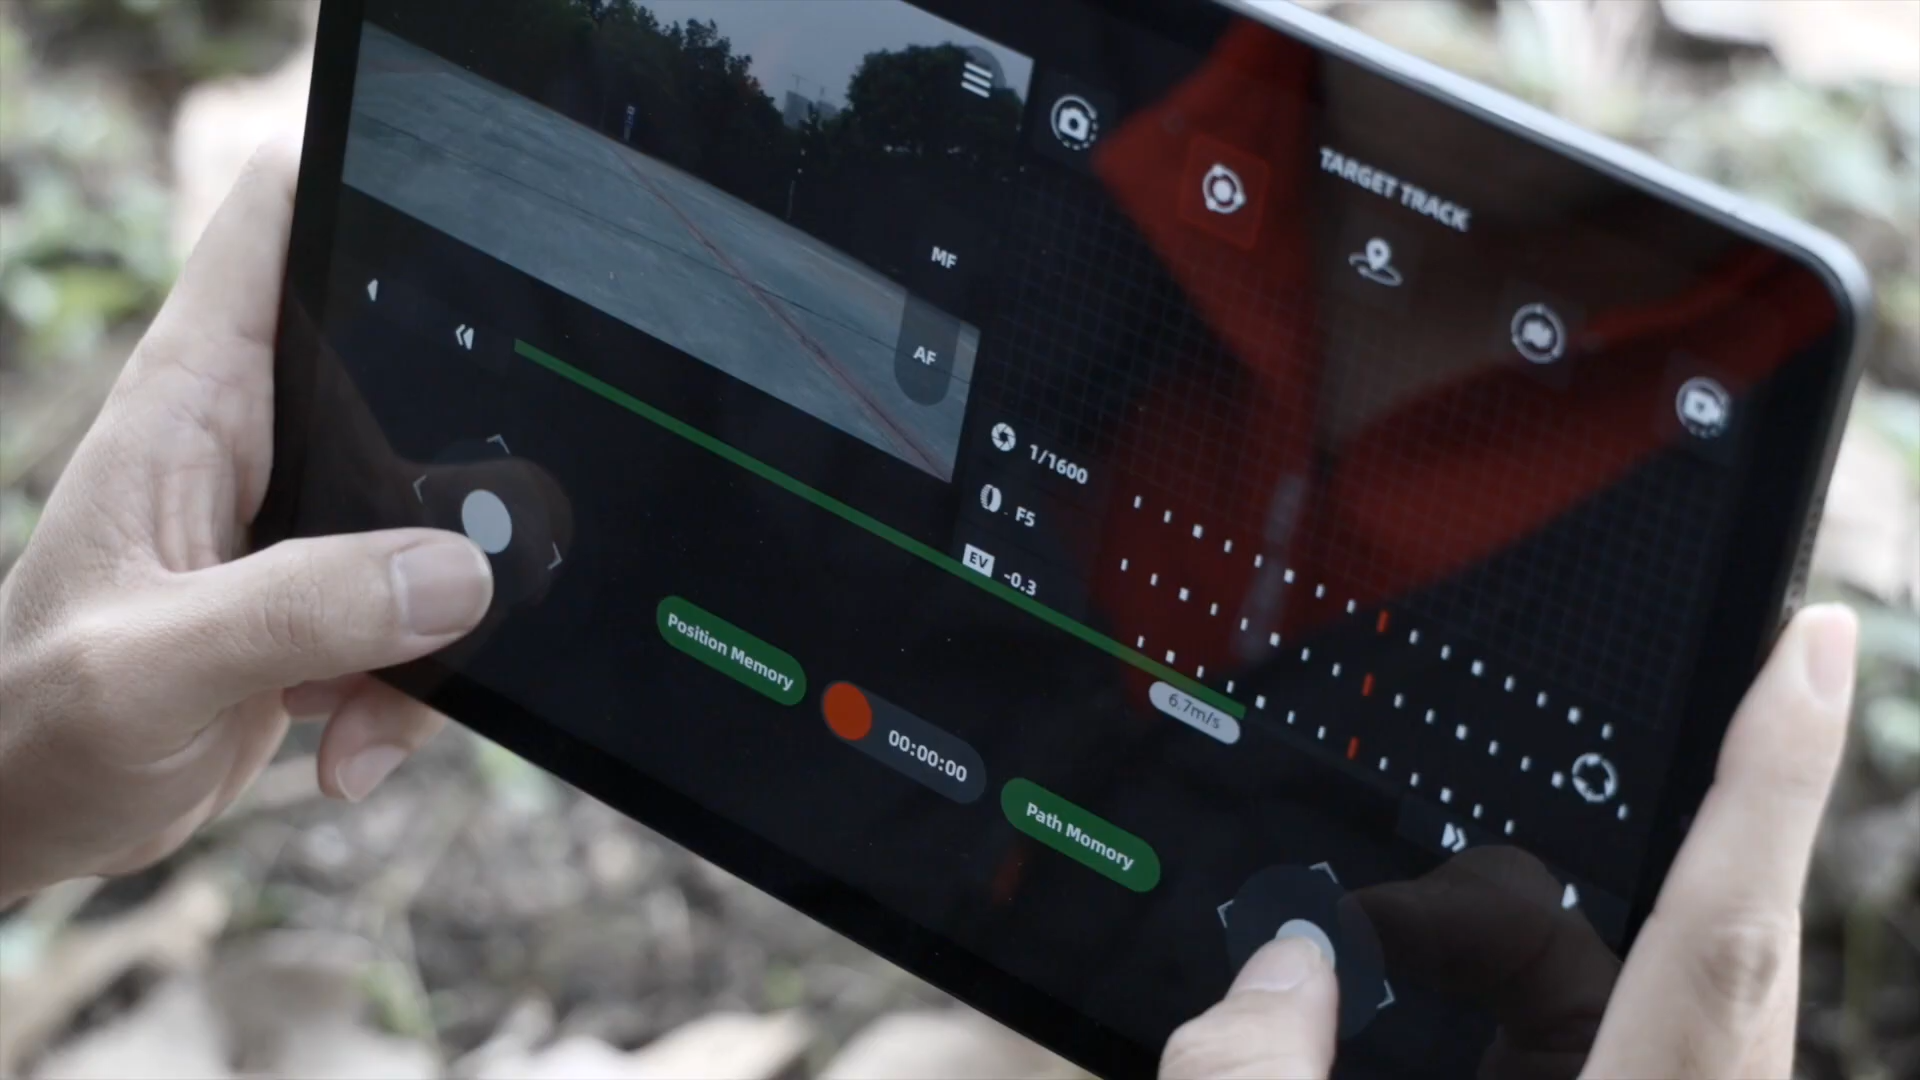 TARGET TRACK
MF
AF
1/1600
F5
EV -0.3
Position Memory
6.7m/s
00:00:00
Path Momory